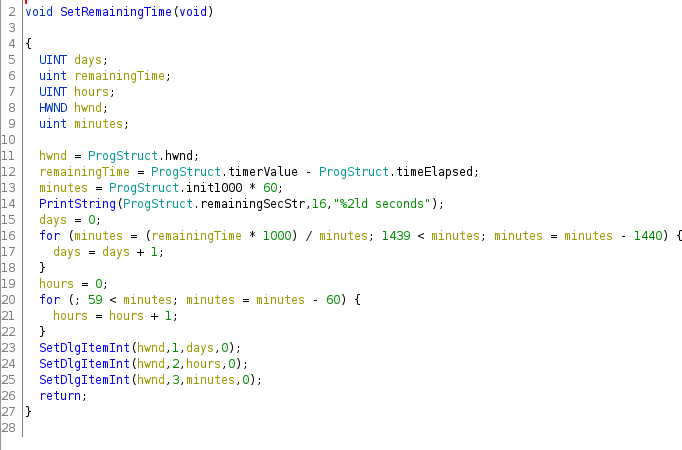 2 void SetRemainingTime(void)
3
4 {
5 UINT days;
6 uint remainingTime;
7 UINT hours;
8 HWND hwnd;
9 uint minutes;
10
11 hwnd = ProgStruct.hwnd;
12 remainingTime = ProgStruct.timerValue - ProgStruct.timeElapsed;
13 minutes = ProgStruct.init1000 * 60;
14 PrintString(ProgStruct.remainingSecStr,16,"%2ld seconds");
15 days = 0;
16 for (minutes = (remainingTime * 1000) / minutes; 1439 < minutes; minutes = minutes - 1440) {
17 days = days + 1;
18 }
19 hours = 0;
20 for (; 59 < minutes; minutes = minutes - 60) {
21 hours = hours + 1;
22 }
23 SetDlgItemInt(hwnd,1,days,0);
24 SetDlgItemInt(hwnd,2,hours,0);
25 SetDlgItemInt(hwnd,3,minutes,0);
26 return;
27 }
28